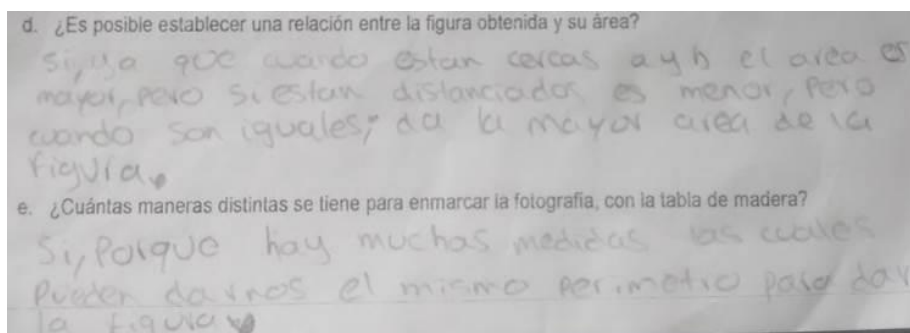 d. ¿Es posible establecer una relación entre la figura obtenida y su área?
Si, ya que cuando estan cercas a y b el area es
mayor, pero si estan distanciados es menor, pero
cuando son iguales, da la mayor area de la
figura.
e. ¿Cuántas maneras distintas se tiene para enmarcar la fotografía, con la tabla de madera?
Si, Porque hay muchas medidas las cuales
pueden darnos el mismo perimetro para dar
la figura